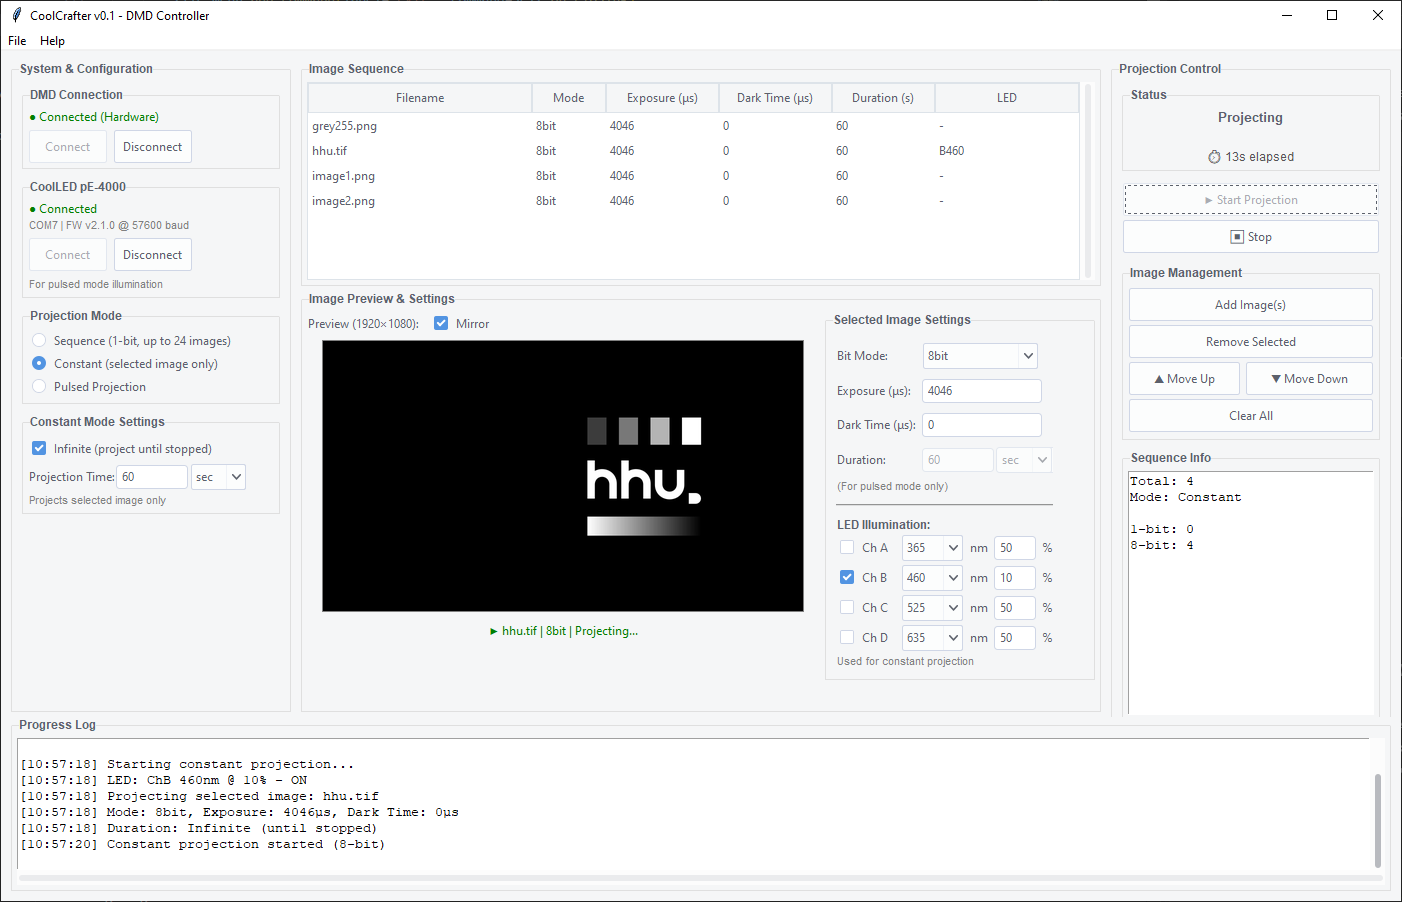 CoolCrafter v0.1 - DMD Controller
File Help
System & Configuration
DMD Connection
● Connected (Hardware)
Connect Disconnect
CoolLED pE-4000
● Connected
COM7 | FW v2.1.0 @ 57600 baud
Connect Disconnect
For pulsed mode illumination
Projection Mode
Sequence (1-bit, up to 24 images)
Constant (selected image only)
Pulsed Projection
Constant Mode Settings
Infinite (project until stopped)
Projection Time: 60 sec
Projects selected image only
Image Sequence
Filename Mode Exposure (µs) Dark Time (µs) Duration (s) LED
grey255.png 8bit 4046 0 60 -
hhu.tif 8bit 4046 0 60 B460
image1.png 8bit 4046 0 60 -
image2.png 8bit 4046 0 60 -
Image Preview & Settings
Preview (1920×1080): Mirror
hhu.
► hhu.tif | 8bit | Projecting...
Selected Image Settings
Bit Mode: 8bit
Exposure (µs): 4046
Dark Time (µs): 0
Duration: 60 sec
(For pulsed mode only)
LED Illumination:
Ch A 365 nm 50 %
Ch B 460 nm 10 %
Ch C 525 nm 50 %
Ch D 635 nm 50 %
Used for constant projection
Projection Control
Status
Projecting
⏱ 13s elapsed
► Start Projection
⏹ Stop
Image Management
Add Image(s)
Remove Selected
▲ Move Up ▼ Move Down
Clear All
Sequence Info
Total: 4
Mode: Constant
1-bit: 0
8-bit: 4
Progress Log
[10:57:18] Starting constant projection...
[10:57:18] LED: ChB 460nm @ 10% - ON
[10:57:18] Projecting selected image: hhu.tif
[10:57:18] Mode: 8bit, Exposure: 4046µs, Dark Time: 0µs
[10:57:18] Duration: Infinite (until stopped)
[10:57:20] Constant projection started (8-bit)